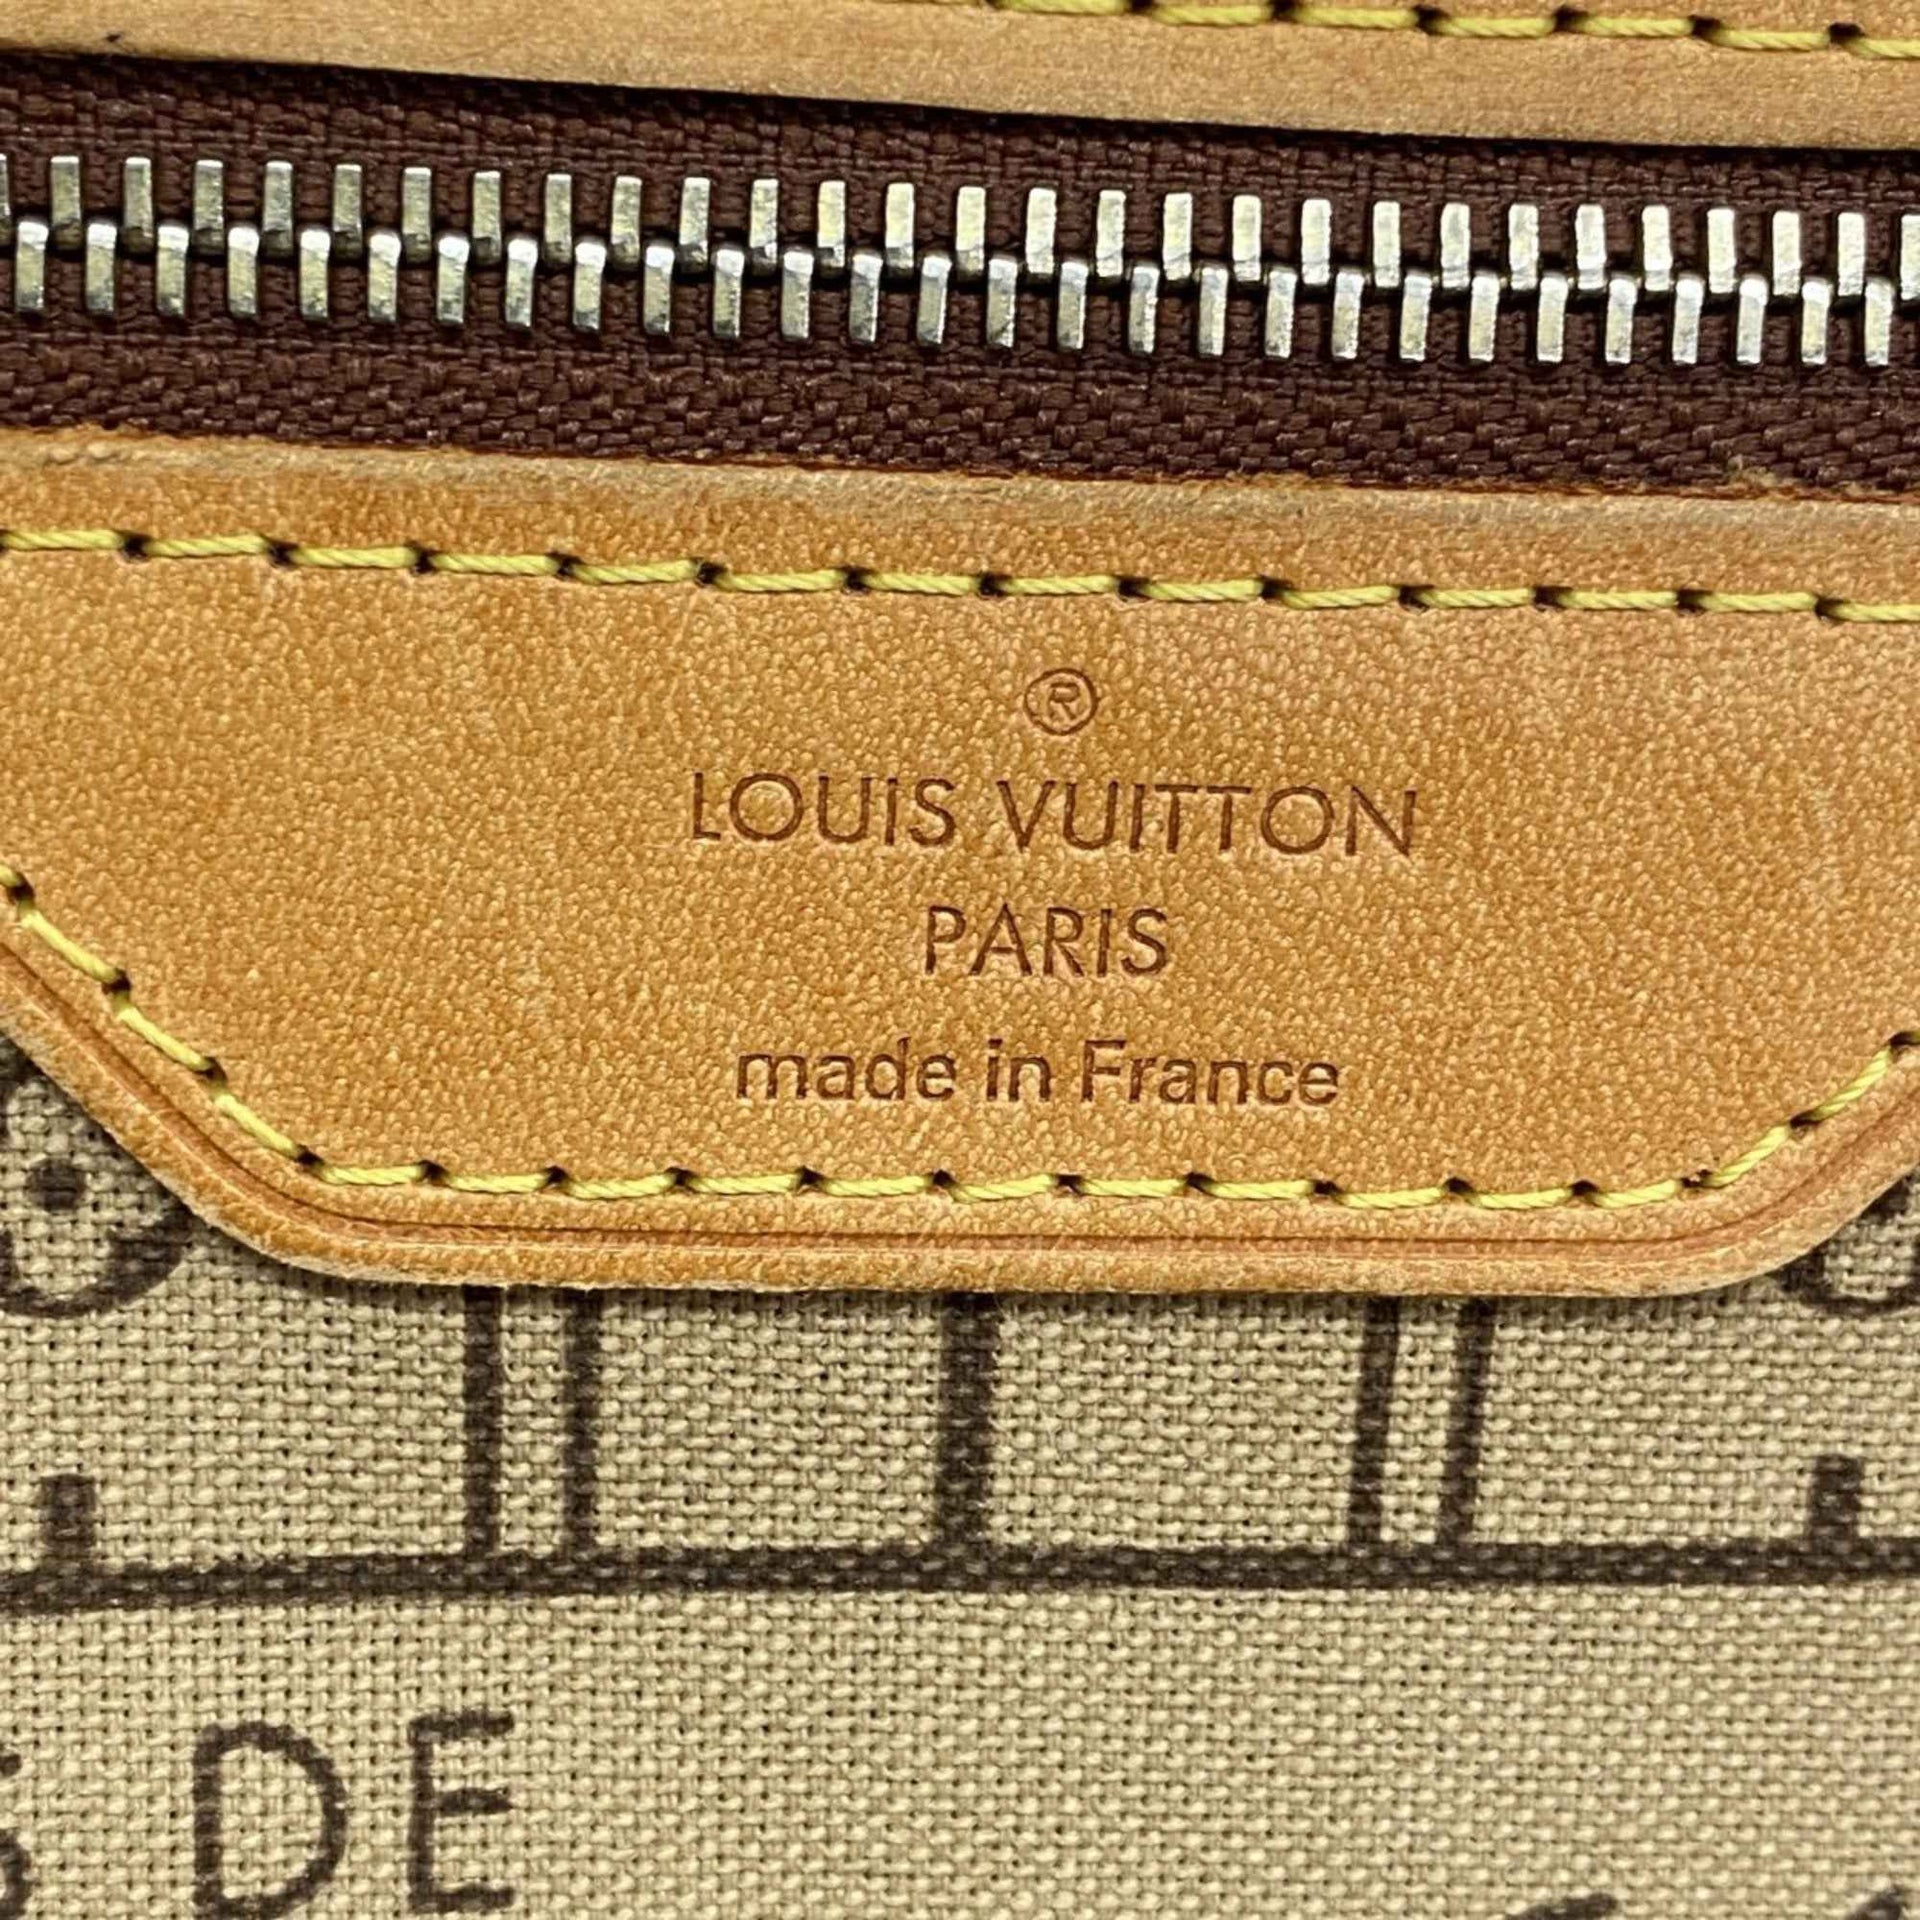 ®
LOUIS VUITTON
PARIS
made in France
DE